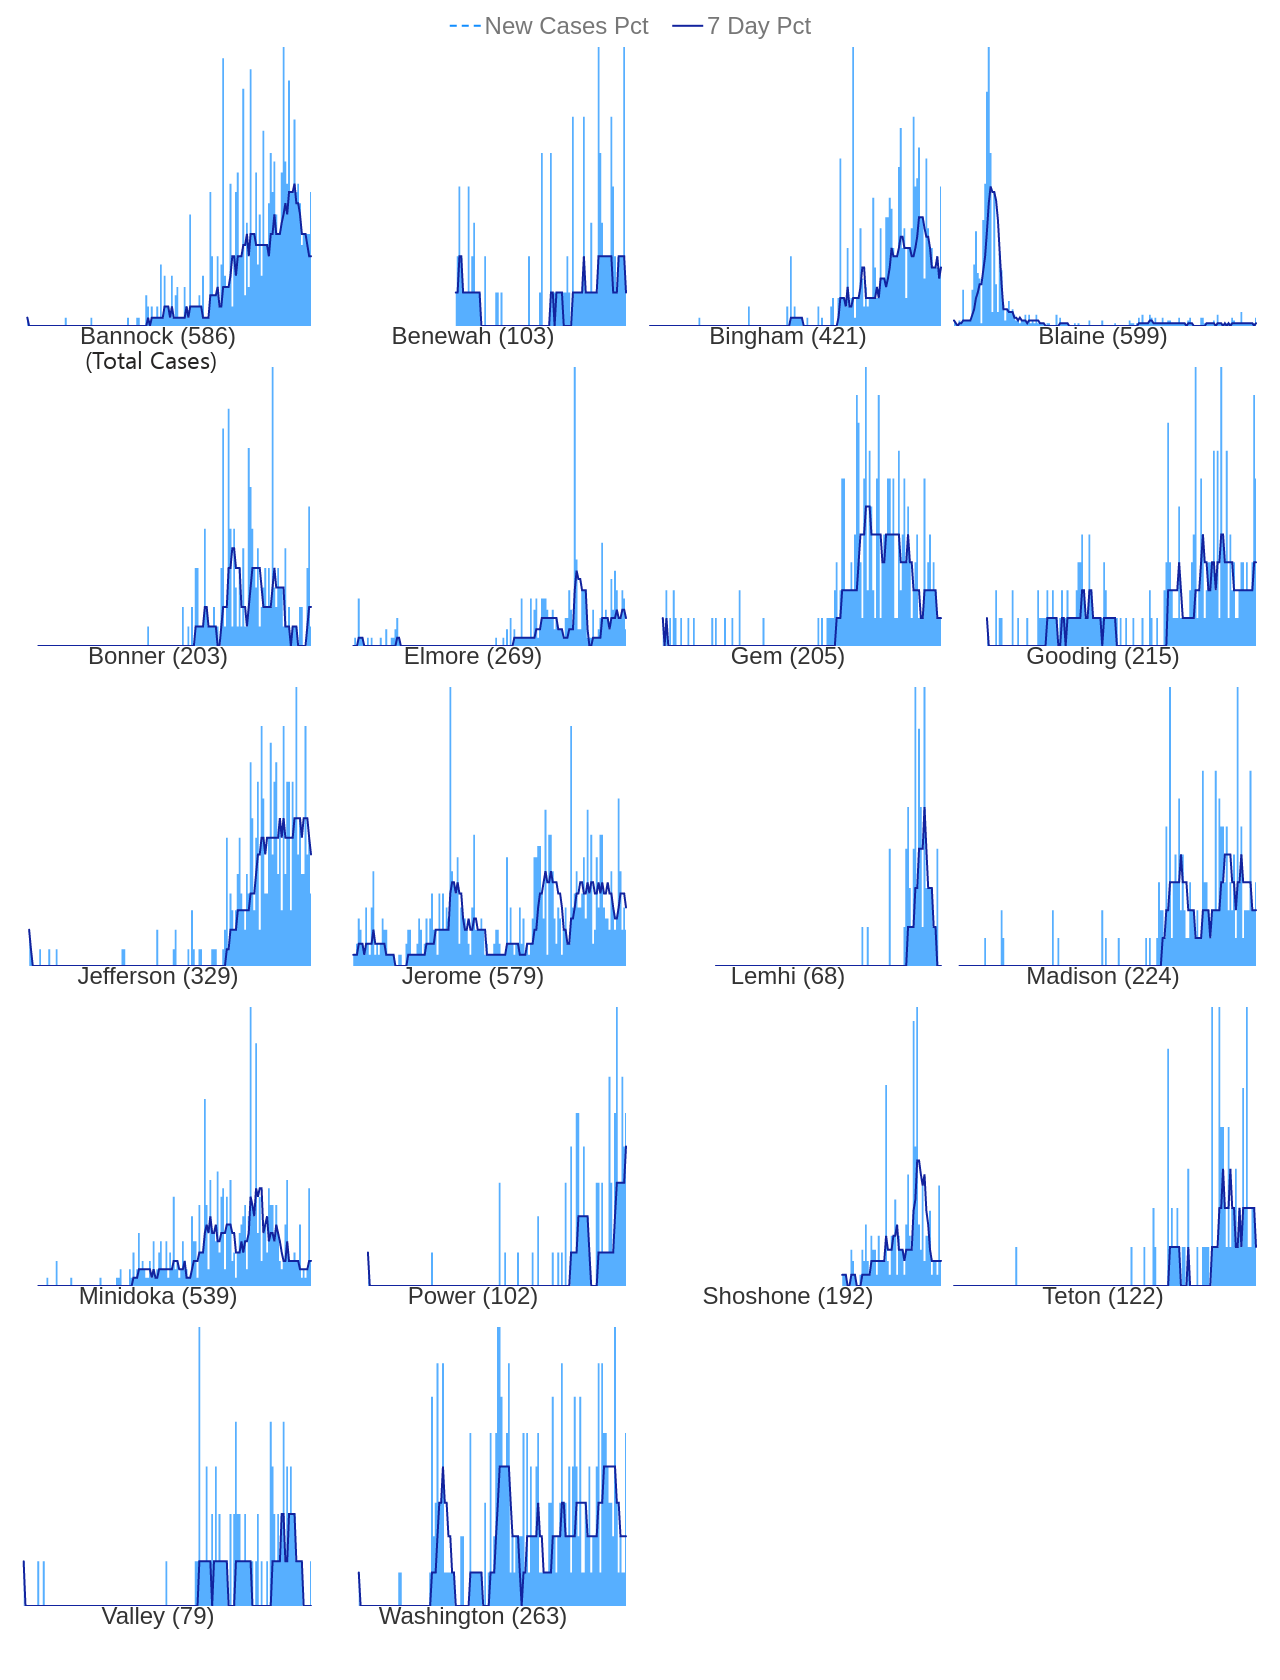 New Cases Pct 7 Day Pct
Bannock (586) Benewah (103) Bingham (421) Blaine (599)
(Total Cases)
Bonner (203) Elmore (269) Gem (205) Gooding (215)
Jefferson (329) Jerome (579) Lemhi (68) Madison (224)
Minidoka (539) Power (102) Shoshone (192) Teton (122)
Valley (79) Washington (263)